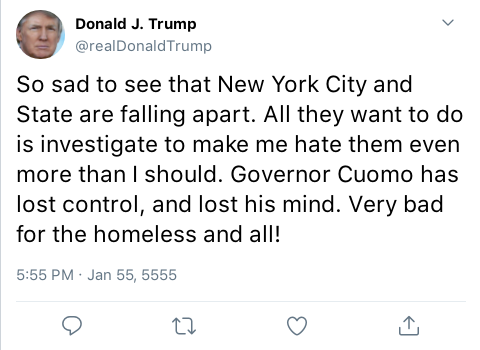 Donald J. Trump
@realDonaldTrump
So sad to see that New York City and
State are falling apart. All they want to do
is investigate to make me hate them even
more than I should. Governor Cuomo has
lost control, and lost his mind. Very bad
for the homeless and all!
5:55 PM · Jan 55, 5555